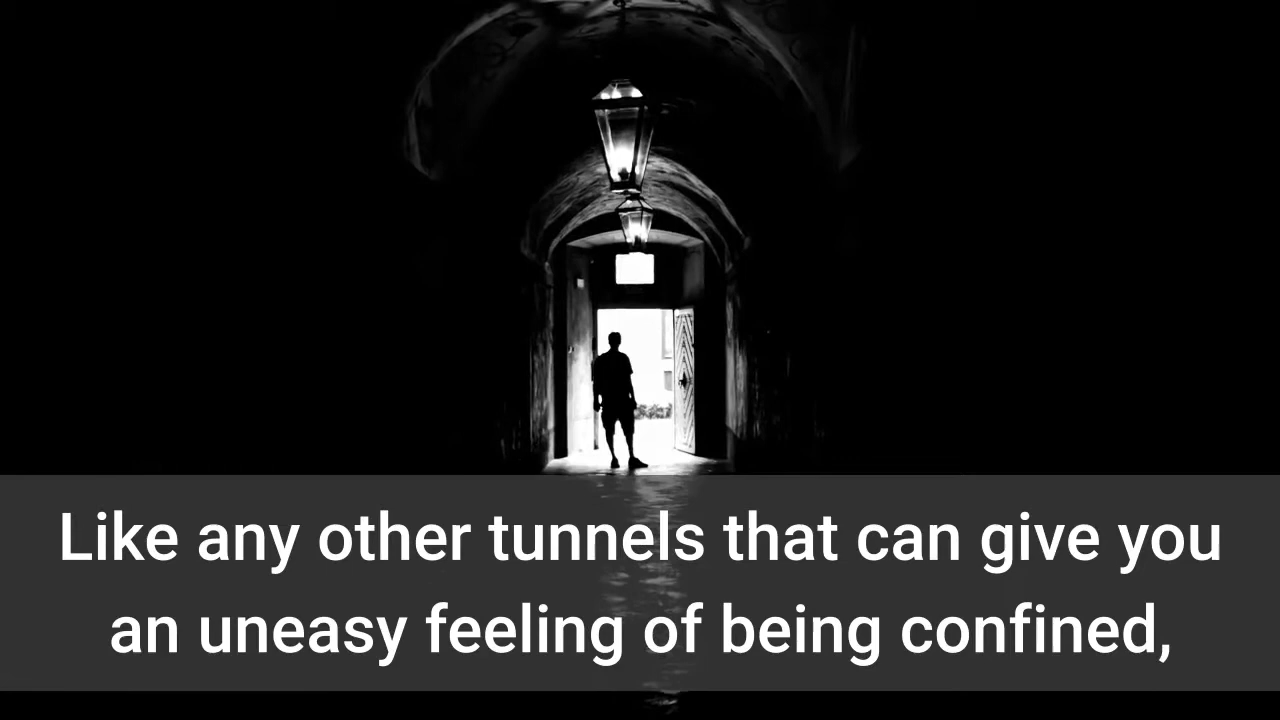 Like any other tunnels that can give you
an uneasy feeling of being confined,